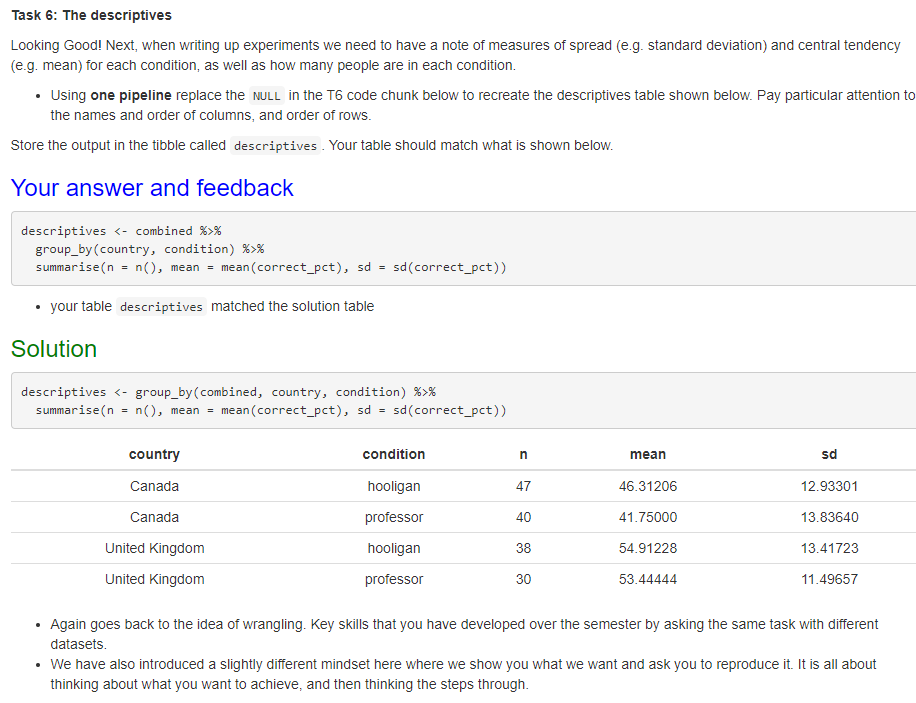 Task 6: The descriptives
Looking Good! Next, when writing up experiments we need to have a note of measures of spread (e.g. standard deviation) and central tendency
(e.g. mean) for each condition, as well as how many people are in each condition.
• Using one pipeline replace the NULL in the T6 code chunk below to recreate the descriptives table shown below. Pay particular attention to
the names and order of columns, and order of rows.
Store the output in the tibble called descriptives . Your table should match what is shown below.
Your answer and feedback
descriptives <- combined %>%
  group_by(country, condition) %>%
  summarise(n = n(), mean = mean(correct_pct), sd = sd(correct_pct))
• your table descriptives matched the solution table
Solution
descriptives <- group_by(combined, country, condition) %>%
  summarise(n = n(), mean = mean(correct_pct), sd = sd(correct_pct))
country condition n mean sd
Canada hooligan 47 46.31206 12.93301
Canada professor 40 41.75000 13.83640
United Kingdom hooligan 38 54.91228 13.41723
United Kingdom professor 30 53.44444 11.49657
• Again goes back to the idea of wrangling. Key skills that you have developed over the semester by asking the same task with different
datasets.
• We have also introduced a slightly different mindset here where we show you what we want and ask you to reproduce it. It is all about
thinking about what you want to achieve, and then thinking the steps through.